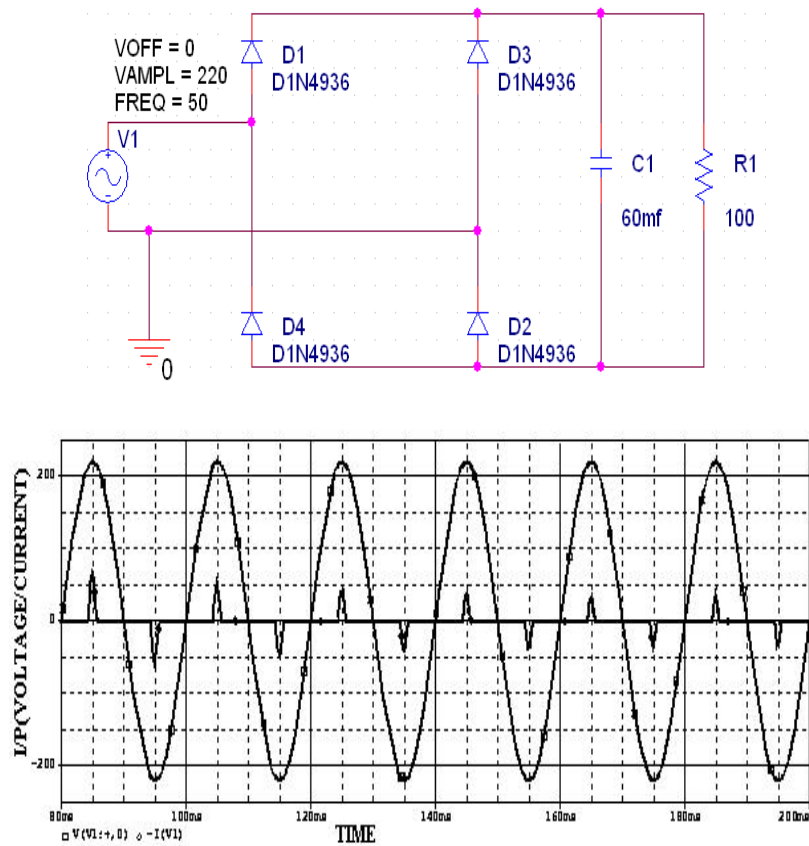 VOFF = 0
VAMPL = 220
FREQ = 50
V1
D1
D1N4936
D3
D1N4936
C1
60mf
R1
100
D4
D1N4936
D2
D1N4936
0
I/P(VOLTAGE/CURRENT)
200
0
-200
80ms 100ms 120ms 140ms 160ms 180ms 200ms
V(V1:+,0) -I(V1)
TIME